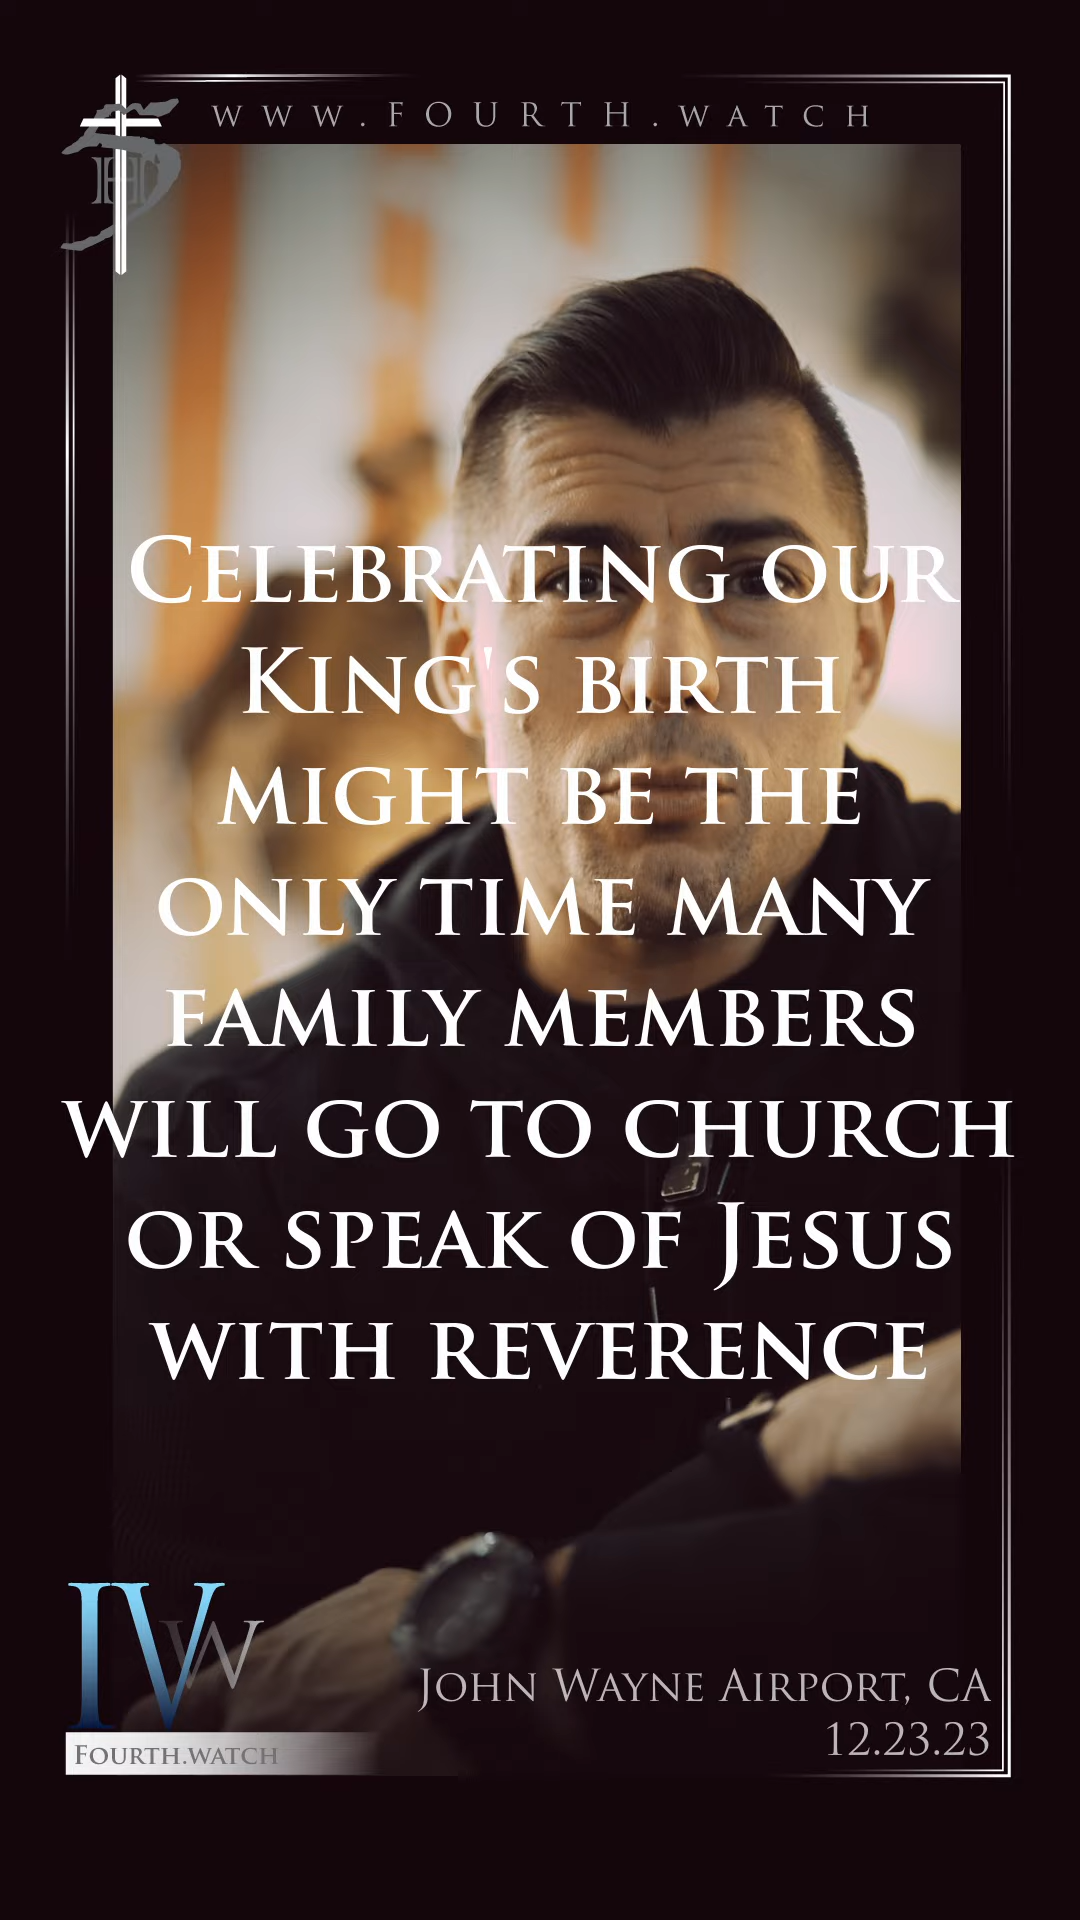 www.Fourth.watch
Celebrating our
King's birth
might be the
only time many
family members
will go to church
or speak of Jesus
with reverence
IVW
Fourth.watch
John Wayne Airport, CA
12.23.23